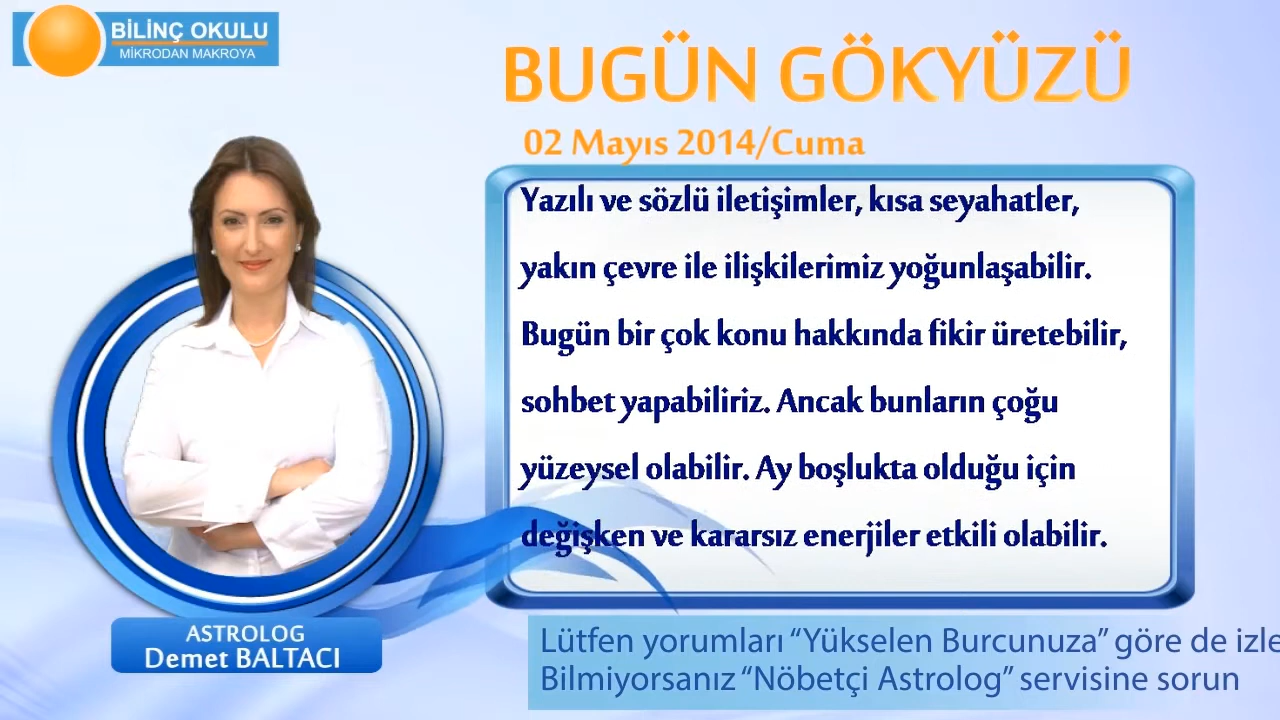 BİLİNÇ OKULU
MİKRODAN MAKROYA
BUGÜN GÖKYÜZÜ
02 Mayıs 2014/Cuma
Yazılı ve sözlü iletişimler, kısa seyahatler,
yakın çevre ile ilişkilerimiz yoğunlaşabilir.
Bugün bir çok konu hakkında fikir üretebilir,
sohbet yapabiliriz. Ancak bunların çoğu
yüzeysel olabilir. Ay boşlukta olduğu için
değişken ve kararsız enerjiler etkili olabilir.
ASTROLOG
Demet BALTACI
Lütfen yorumları “Yükselen Burcunuza” göre de izle
Bilmiyorsanız “Nöbetçi Astrolog” servisine sorun